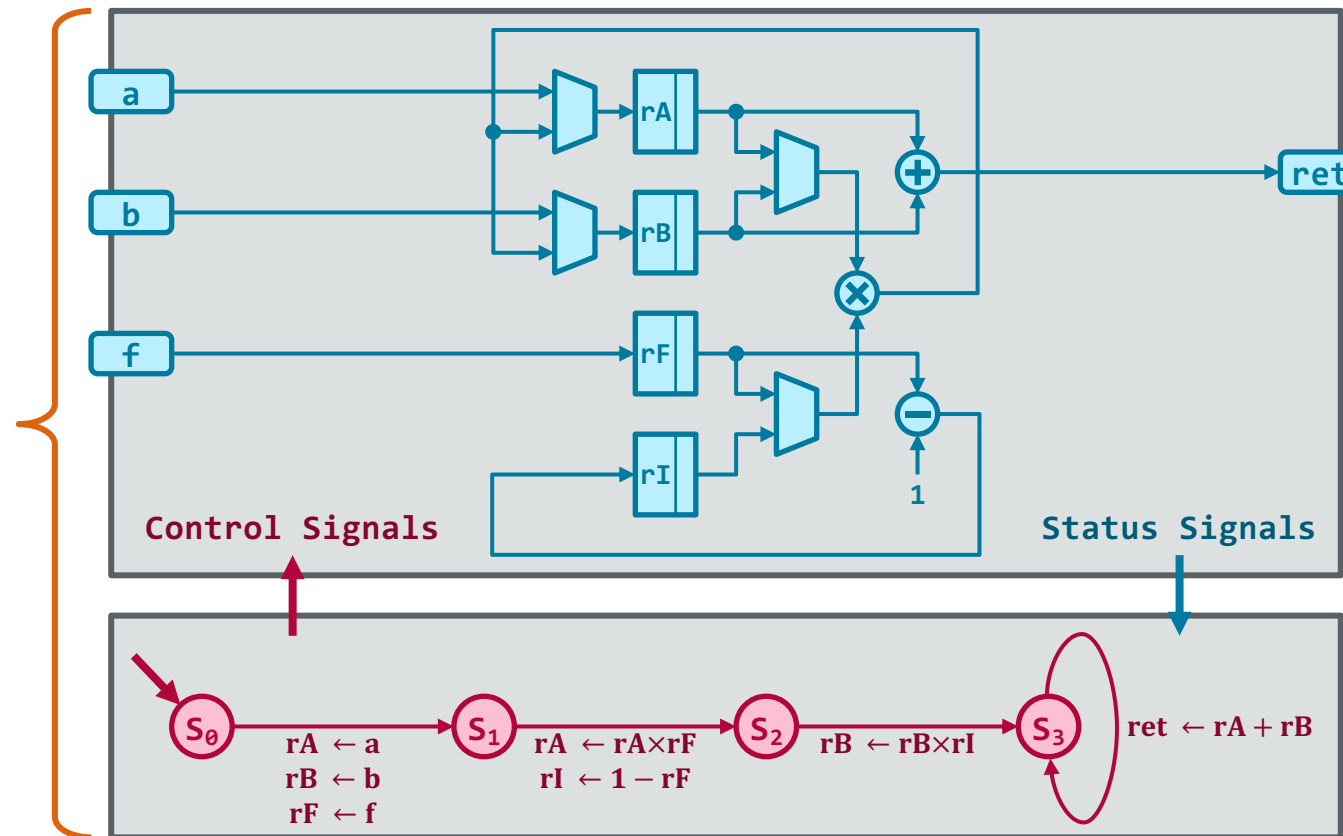 a
rA
b
rB
ret
f
rF
rI
1
Control Signals
Status Signals
S₀
S₁
S₂
S₃
rA ← a
rB ← b
rF ← f
rA ← rA×rF
rI ← 1 − rF
rB ← rB×rI
ret ← rA + rB
+
×
−